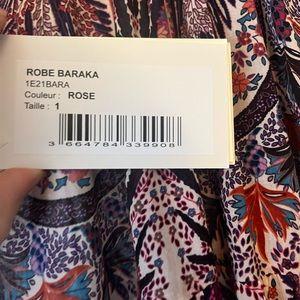 ROBE BARAKA
1E21BARA
Couleur : ROSE
Taille : 1
3 664784 339908